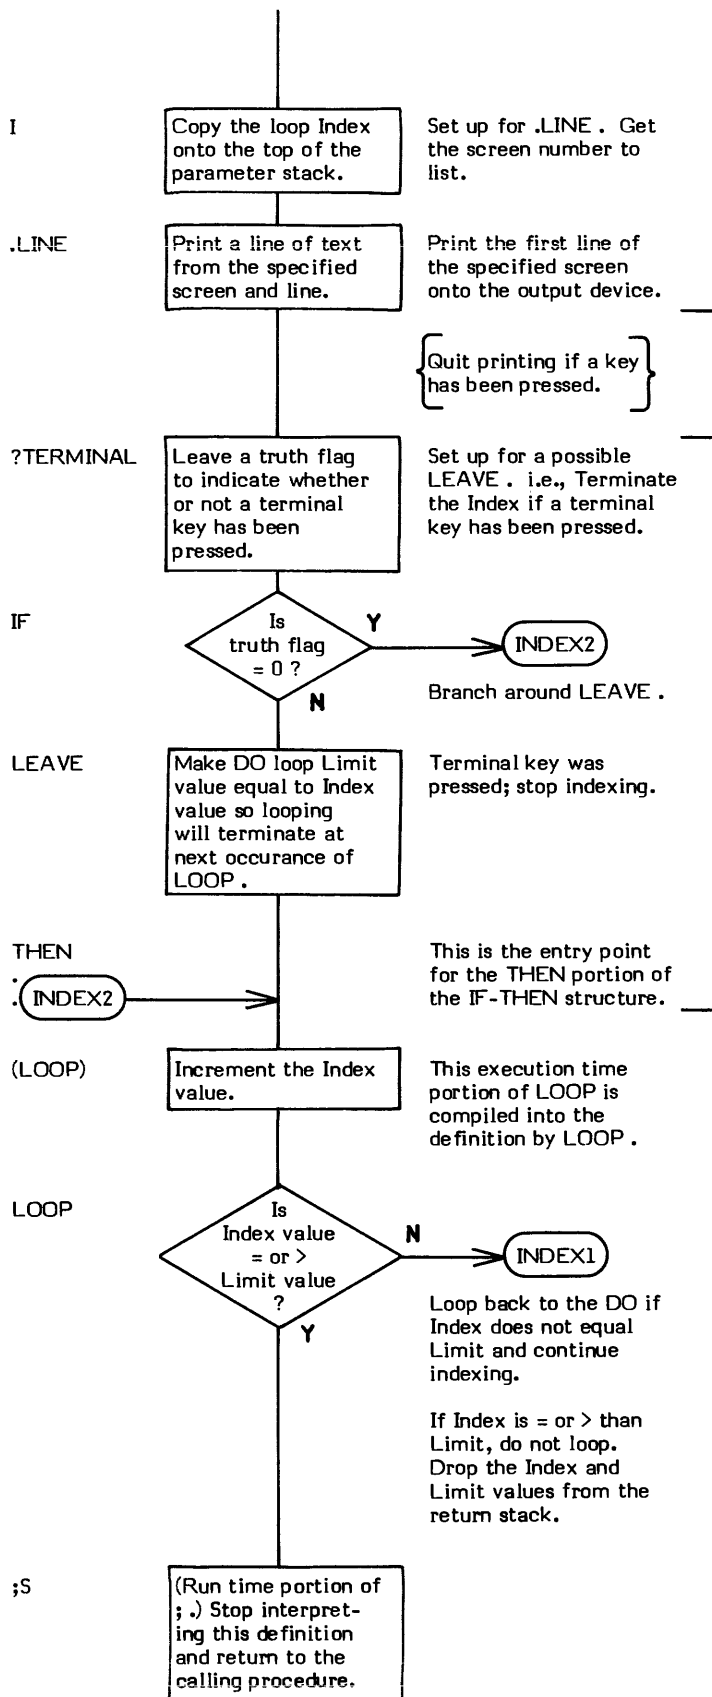 I
Copy the loop Index
onto the top of the
parameter stack.
Set up for .LINE . Get
the screen number to
list.
.LINE
Print a line of text
from the specified
screen and line.
Print the first line of
the specified screen
onto the output device.
Quit printing if a key
has been pressed.
?TERMINAL
Leave a truth flag
to indicate whether
or not a terminal
key has been
pressed.
Set up for a possible
LEAVE . i.e., Terminate
the Index if a terminal
key has been pressed.
IF
Is
truth flag
= 0 ?
Y
N
INDEX2
Branch around LEAVE .
LEAVE
Make DO loop Limit
value equal to Index
value so looping
will terminate at
next occurance of
LOOP .
Terminal key was
pressed; stop indexing.
THEN
: INDEX2
This is the entry point
for the THEN portion of
the IF-THEN structure.
(LOOP)
Increment the Index
value.
This execution time
portion of LOOP is
compiled into the
definition by LOOP .
LOOP
Is
Index value
= or >
Limit value
?
N
Y
INDEX1
Loop back to the DO if
Index does not equal
Limit and continue
indexing.
If Index is = or > than
Limit, do not loop.
Drop the Index and
Limit values from the
return stack.
;S
(Run time portion of
; .) Stop interpret-
ing this definition
and return to the
calling procedure.